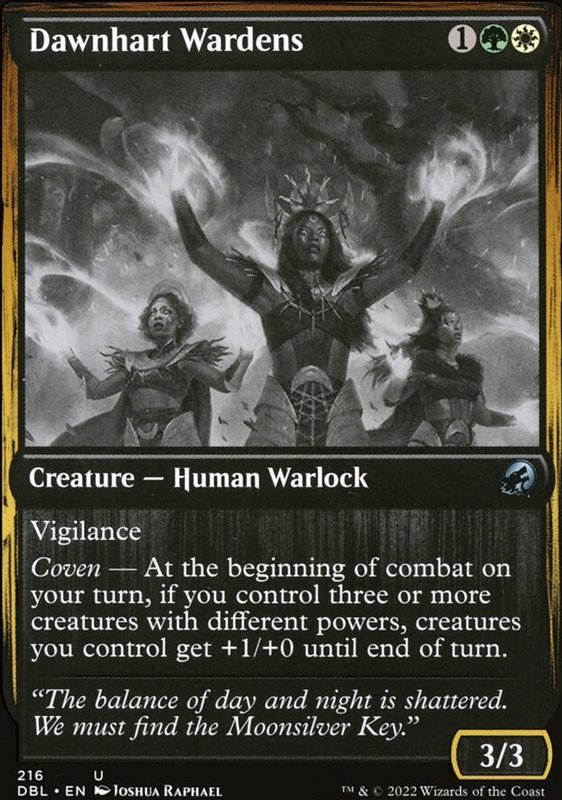 Dawnhart Wardens 1
Creature — Human Warlock
Vigilance
Coven — At the beginning of combat on
your turn, if you control three or more
creatures with different powers, creatures
you control get +1/+0 until end of turn.
“The balance of day and night is shattered.
We must find the Moonsilver Key.”
3/3
216 U
DBL • EN Joshua Raphael
™ & © 2022 Wizards of the Coast